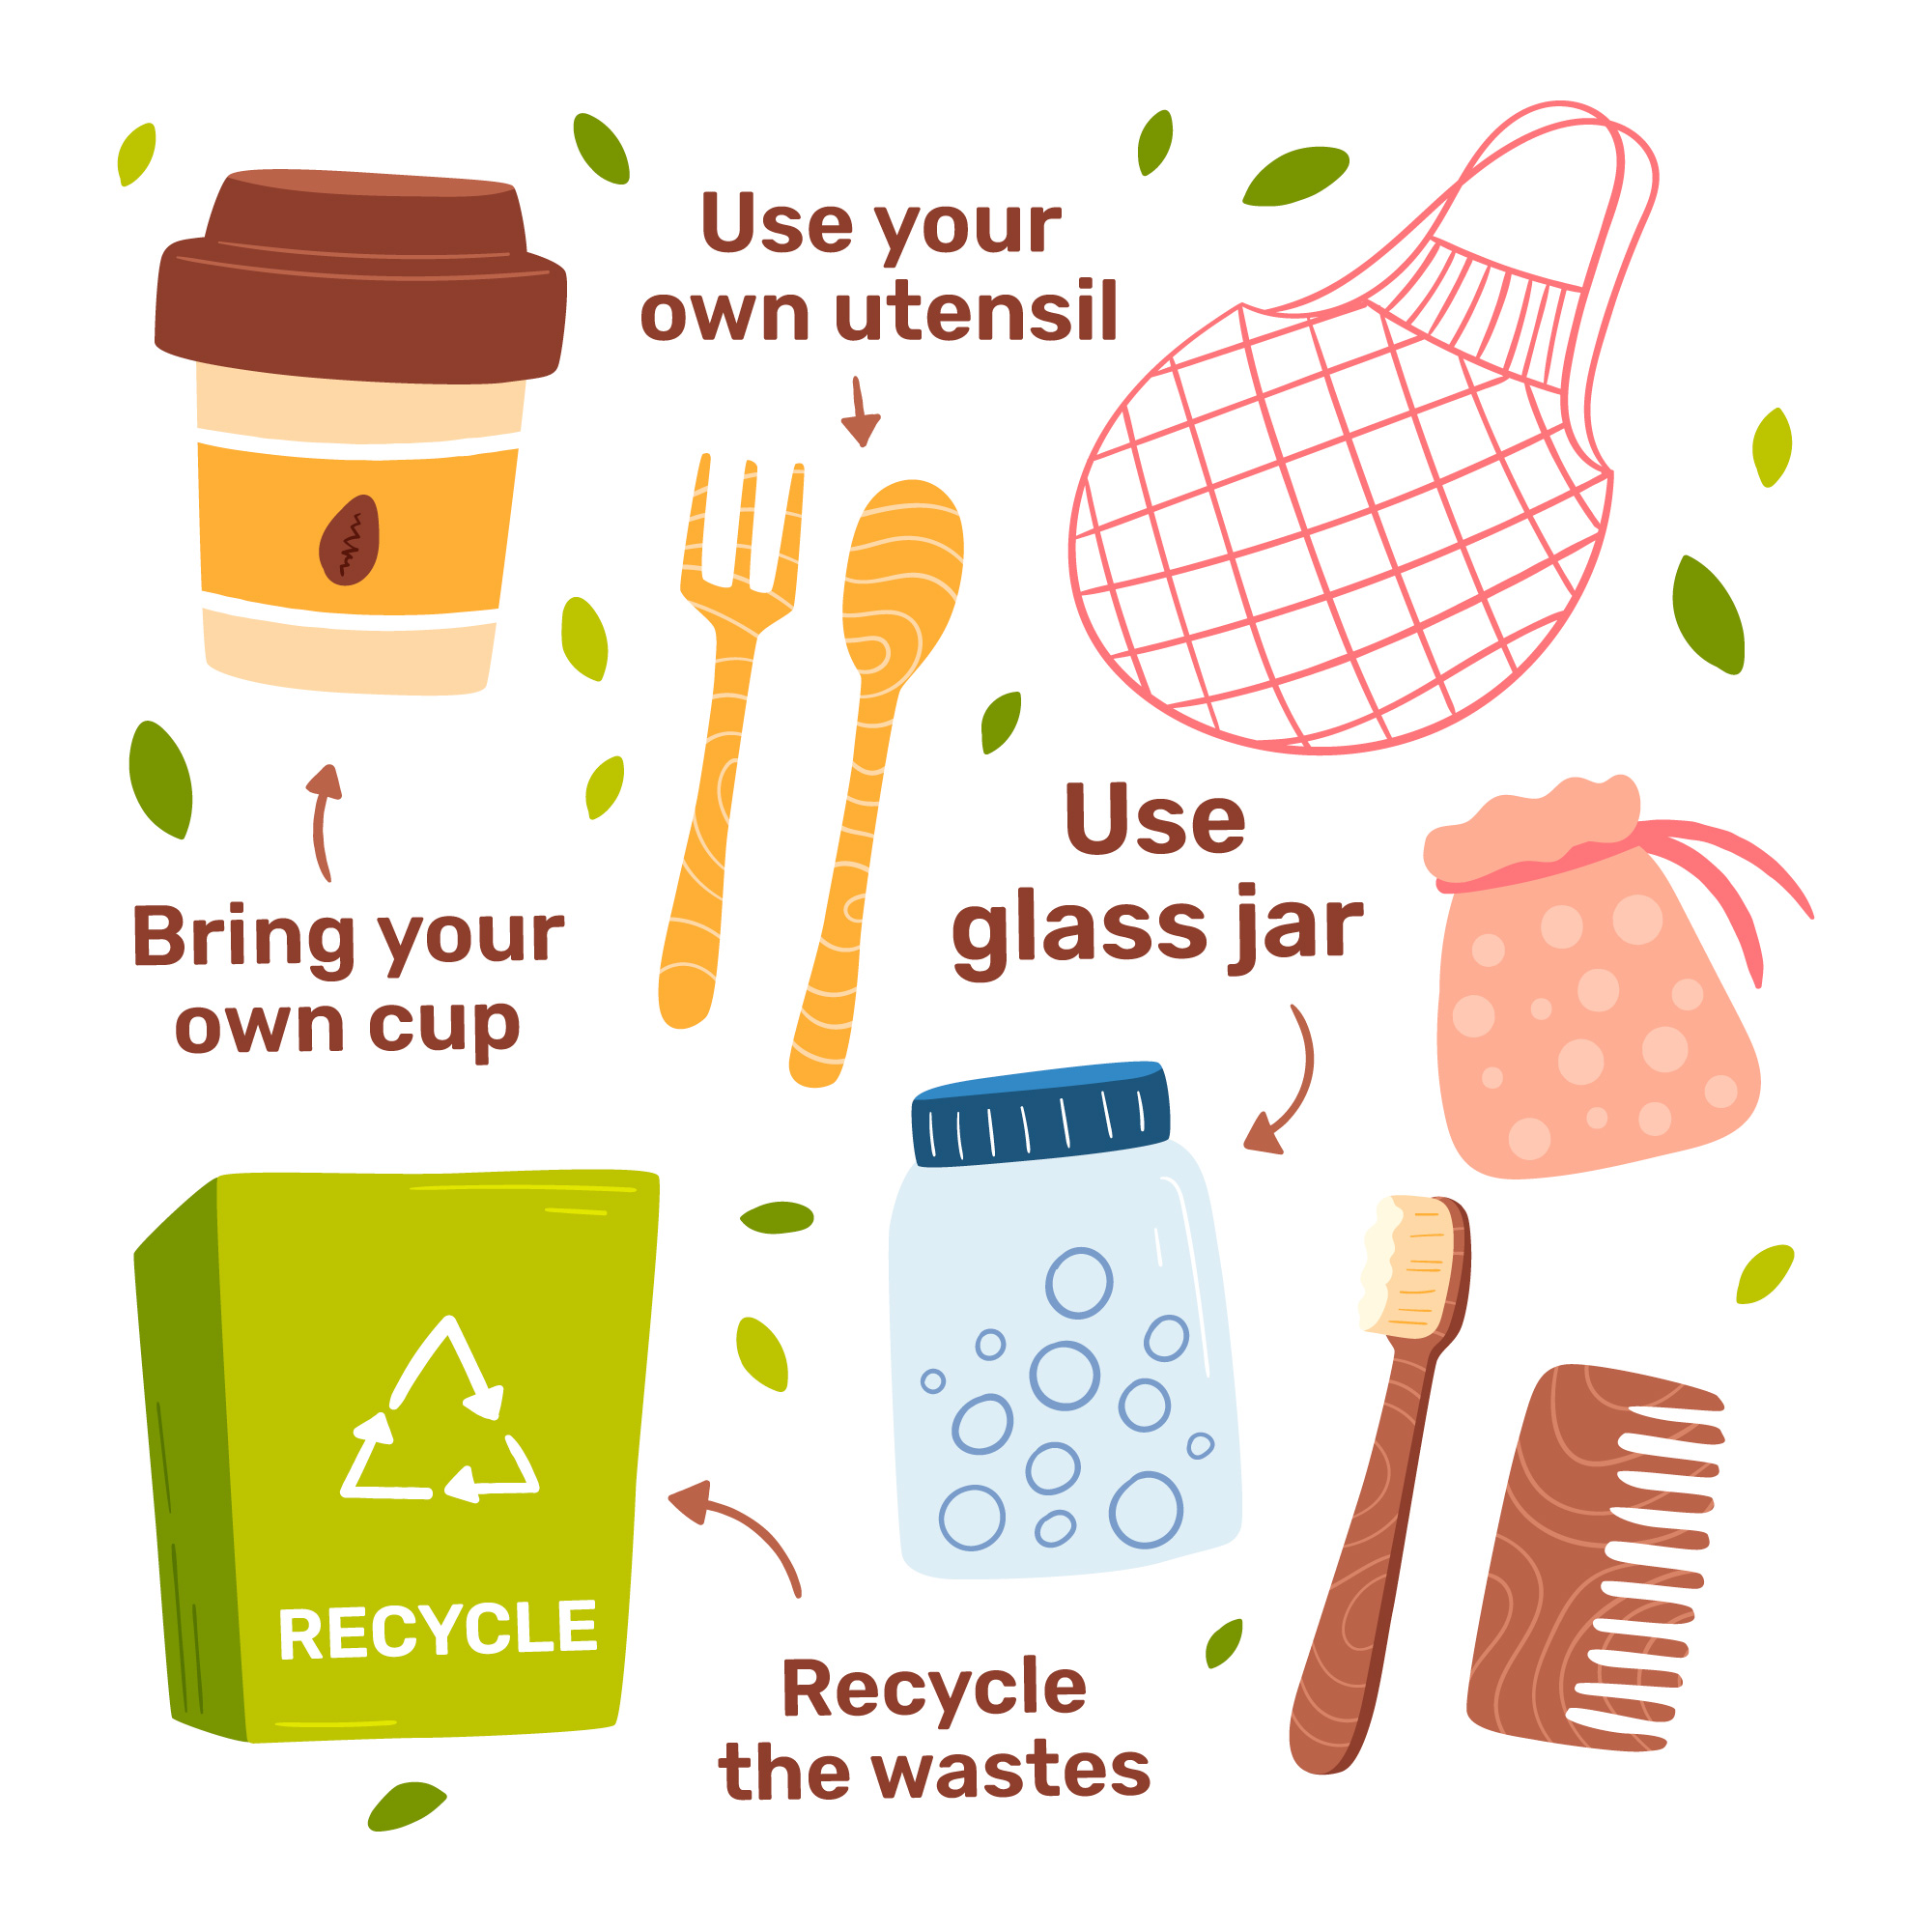 Use your
own utensil
Bring your
own cup
Use
glass jar
RECYCLE
Recycle
the wastes